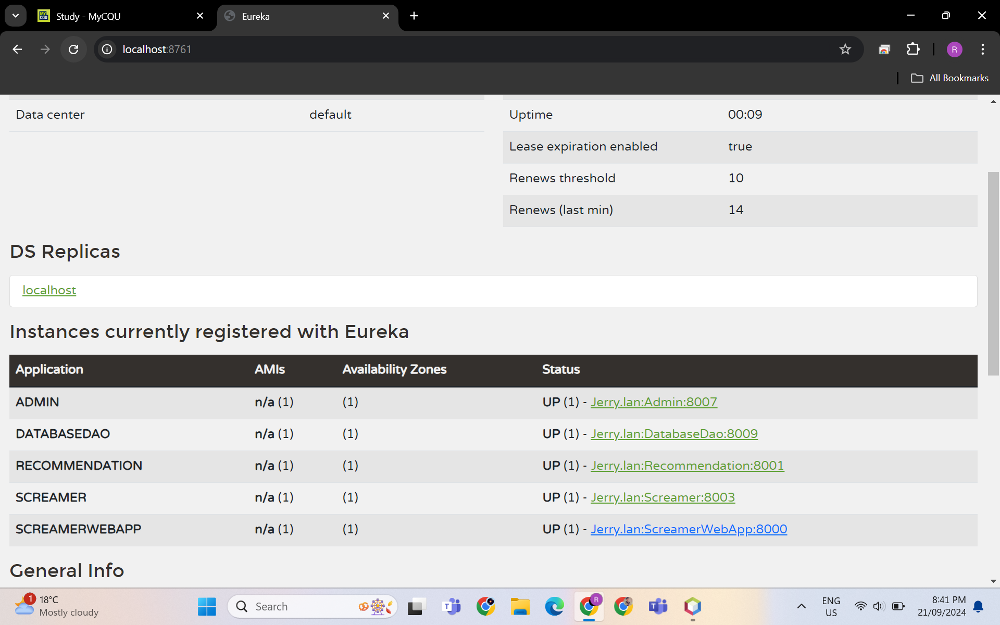 Study - MyCQU
Eureka
localhost:8761
R
All Bookmarks
Data center default
Uptime 00:09
Lease expiration enabled true
Renews threshold 10
Renews (last min) 14
DS Replicas
localhost
Instances currently registered with Eureka
Application AMIs Availability Zones Status
ADMIN n/a (1) (1) UP (1) - Jerry.lan:Admin:8007
DATABASEDAO n/a (1) (1) UP (1) - Jerry.lan:DatabaseDao:8009
RECOMMENDATION n/a (1) (1) UP (1) - Jerry.lan:Recommendation:8001
SCREAMER n/a (1) (1) UP (1) - Jerry.lan:Screamer:8003
SCREAMERWEBAPP n/a (1) (1) UP (1) - Jerry.lan:ScreamerWebApp:8000
General Info
1
18°C
Mostly cloudy
Search
R
ENG
US
8:41 PM
21/09/2024